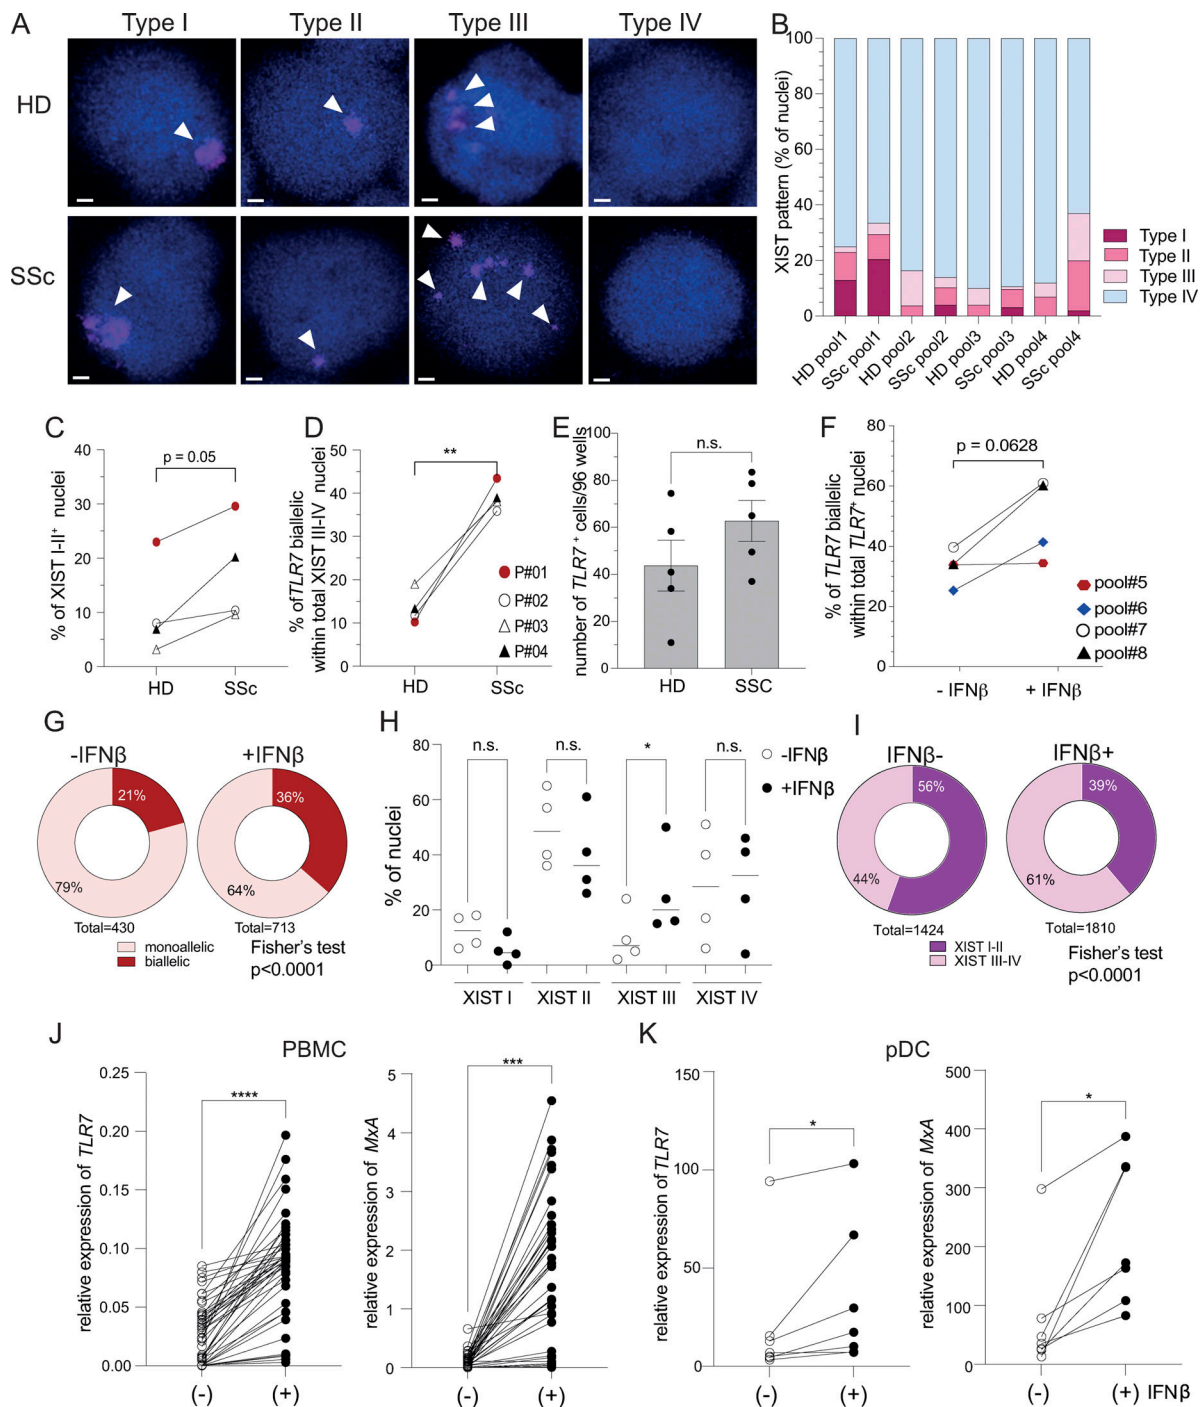 A
Type I
Type II
Type III
Type IV
HD
SSc
B
XIST pattern (% of nuclei)
100
80
60
40
20
0
HD pool1
SSc pool1
HD pool2
SSc pool2
HD pool3
SSc pool3
HD pool4
SSc pool4
Type I
Type II
Type III
Type IV
C
% of XIST I-II+ nuclei
40
30
20
10
0
p = 0.05
HD
SSc
D
% of TLR7 biallelic
within total XIST III-IV nuclei
50
40
30
20
10
0
**
P#01
P#02
P#03
P#04
HD
SSc
E
number of TLR7 + cells/96 wells
100
80
60
40
20
0
n.s.
HD
SSC
F
% of TLR7 biallelic
within total TLR7+ nuclei
80
60
40
20
0
p = 0.0628
pool#5
pool#6
pool#7
pool#8
- IFNβ
+ IFNβ
G
-IFNβ
+IFNβ
21%
36%
79%
64%
Total=430
Total=713
monoallelic
biallelic
Fisher's test
p<0.0001
H
% of nuclei
80
60
40
20
0
n.s.
n.s.
*
n.s.
-IFNβ
+IFNβ
XIST I
XIST II
XIST III
XIST IV
I
IFNβ-
IFNβ+
56%
39%
44%
61%
Total=1424
Total=1810
XIST I-II
XIST III-IV
Fisher's test
p<0.0001
J
PBMC
relative expression of TLR7
0.25
0.20
0.15
0.10
0.05
0.00
****
(-)
(+)
relative expression of MxA
5
4
3
2
1
0
***
(-)
(+)
K
pDC
relative expression of TLR7
150
100
50
0
*
(-)
(+)
relative expression of MxA
500
400
300
200
100
0
*
(-)
(+)
IFNβ